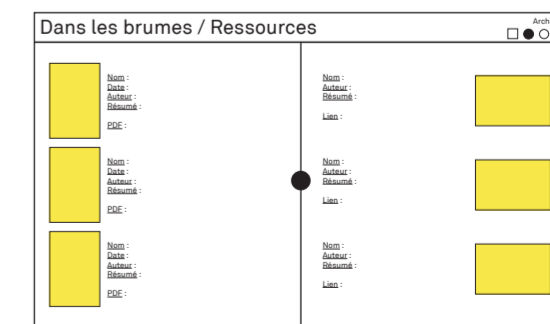 Dans les brumes / Ressources
Arch
Nom :
Date :
Auteur :
Résumé :
PDF :
Nom :
Date :
Auteur :
Résumé :
PDF :
Nom :
Date :
Auteur :
Résumé :
PDF :
Nom :
Auteur :
Résumé :
Lien :
Nom :
Auteur :
Résumé :
Lien :
Nom :
Auteur :
Résumé :
Lien :